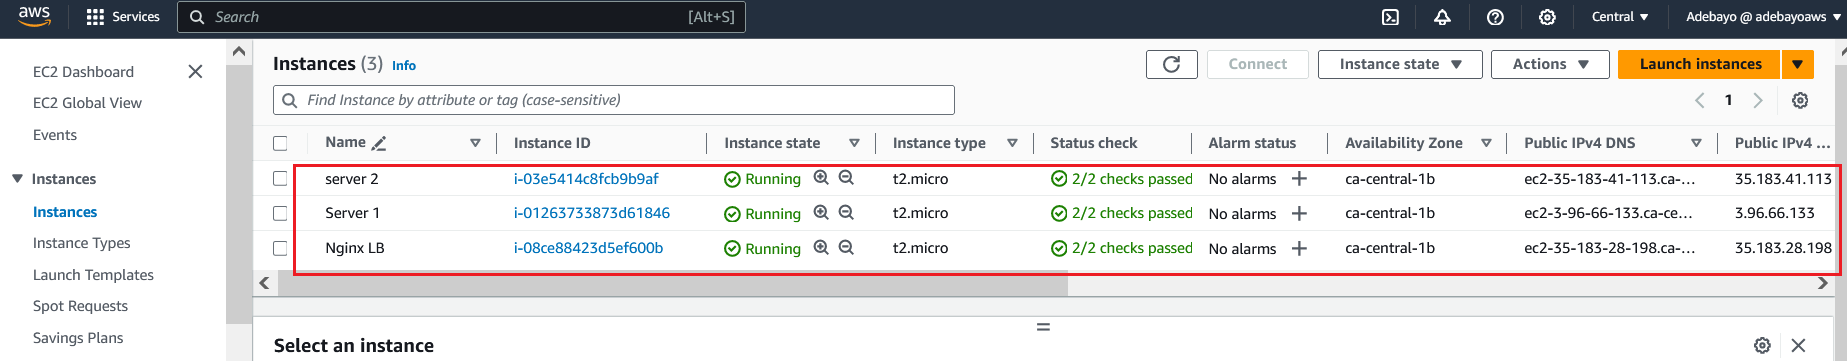 aws Services Search [Alt+S] Central Adebayo @ adebayoaws
EC2 Dashboard
EC2 Global View
Events
Instances
Instances
Instance Types
Launch Templates
Spot Requests
Savings Plans
Instances (3) Info Connect Instance state Actions Launch instances
Find Instance by attribute or tag (case-sensitive) 1
Name Instance ID Instance state Instance type Status check Alarm status Availability Zone Public IPv4 DNS Public IPv4 ...
server 2 i-03e5414c8fcb9b9af Running t2.micro 2/2 checks passed No alarms ca-central-1b ec2-35-183-41-113.ca-... 35.183.41.113
Server 1 i-01263733873d61846 Running t2.micro 2/2 checks passed No alarms ca-central-1b ec2-3-96-66-133.ca-ce... 3.96.66.133
Nginx LB i-08ce88423d5ef600b Running t2.micro 2/2 checks passed No alarms ca-central-1b ec2-35-183-28-198.ca-... 35.183.28.198
Select an instance